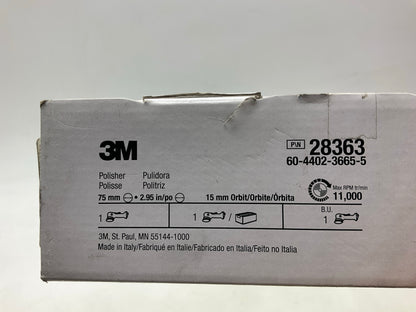 3M
P\N 28363
60-4402-3665-5
Polisher Pulidora
Polisse Politriz
75 mm • 2.95 in/po 15 mm Orbit/Orbite/Órbita
Max RPM tr/min
11,000
1 1 / B.U.
1
3M, St. Paul, MN 55144-1000
Made in Italy/Fabriqué en Italie/Fabricado en Italia/Feito no Italia